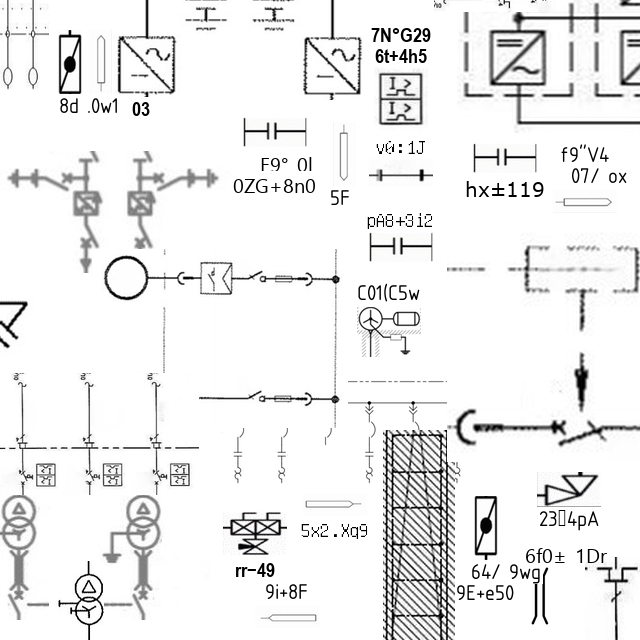 7N°G29
6t+4h5
8d .0w1 03
v0:1J
f9"V4
07/ ox
F9° 0l
0ZG+8n0
5F
hx±119
pA8+3i2
C01(C5w
23▯4pA
5x2.Xq9
rr-49
9i+8F
6f0± 1Dr
64/ 9wg
9E+e50